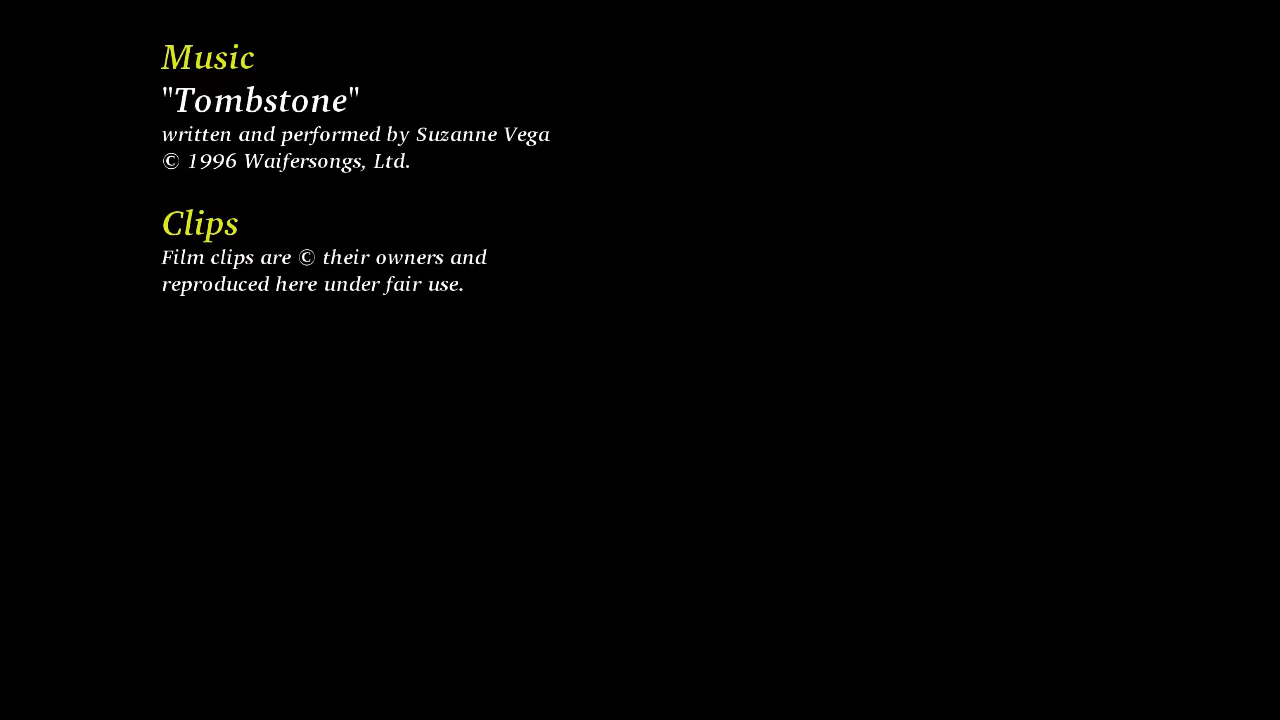 Music
"Tombstone"
written and performed by Suzanne Vega
© 1996 Waifersongs, Ltd.
Clips
Film clips are © their owners and
reproduced here under fair use.